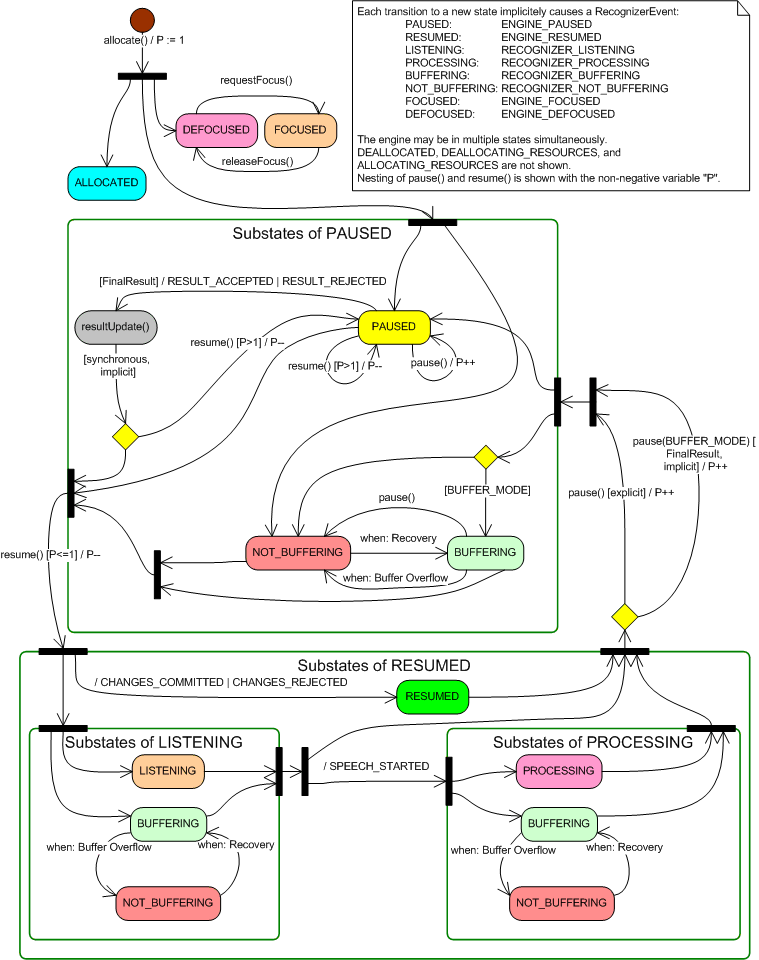 Each transition to a new state implicitly causes a RecognizerEvent:
PAUSED: ENGINE_PAUSED
RESUMED: ENGINE_RESUMED
LISTENING: RECOGNIZER_LISTENING
PROCESSING: RECOGNIZER_PROCESSING
BUFFERING: RECOGNIZER_BUFFERING
NOT_BUFFERING: RECOGNIZER_NOT_BUFFERING
FOCUSED: ENGINE_FOCUSED
DEFOCUSED: ENGINE_DEFOCUSED
The engine may be in multiple states simultaneously.
DEALLOCATED, DEALLOCATING_RESOURCES, and
ALLOCATING_RESOURCES are not shown.
Nesting of pause() and resume() is shown with the non-negative variable "P".
allocate() / P := 1
requestFocus()
DEFOCUSED
FOCUSED
releaseFocus()
ALLOCATED
Substates of PAUSED
[FinalResult] / RESULT_ACCEPTED | RESULT_REJECTED
resultUpdate()
PAUSED
resume() [P>1] / P--
[synchronous,
implicit]
resume() [P>1] / P--
pause() / P++
pause(BUFFER_MODE) [
FinalResult,
implicit] / P++
[BUFFER_MODE]
pause() [explicit] / P++
pause()
NOT_BUFFERING
when: Recovery
BUFFERING
when: Buffer Overflow
resume() [P<=1] / P--
Substates of RESUMED
/ CHANGES_COMMITTED | CHANGES_REJECTED
RESUMED
Substates of LISTENING
LISTENING
BUFFERING
when: Buffer Overflow
when: Recovery
NOT_BUFFERING
/ SPEECH_STARTED
Substates of PROCESSING
PROCESSING
BUFFERING
when: Buffer Overflow
when: Recovery
NOT_BUFFERING